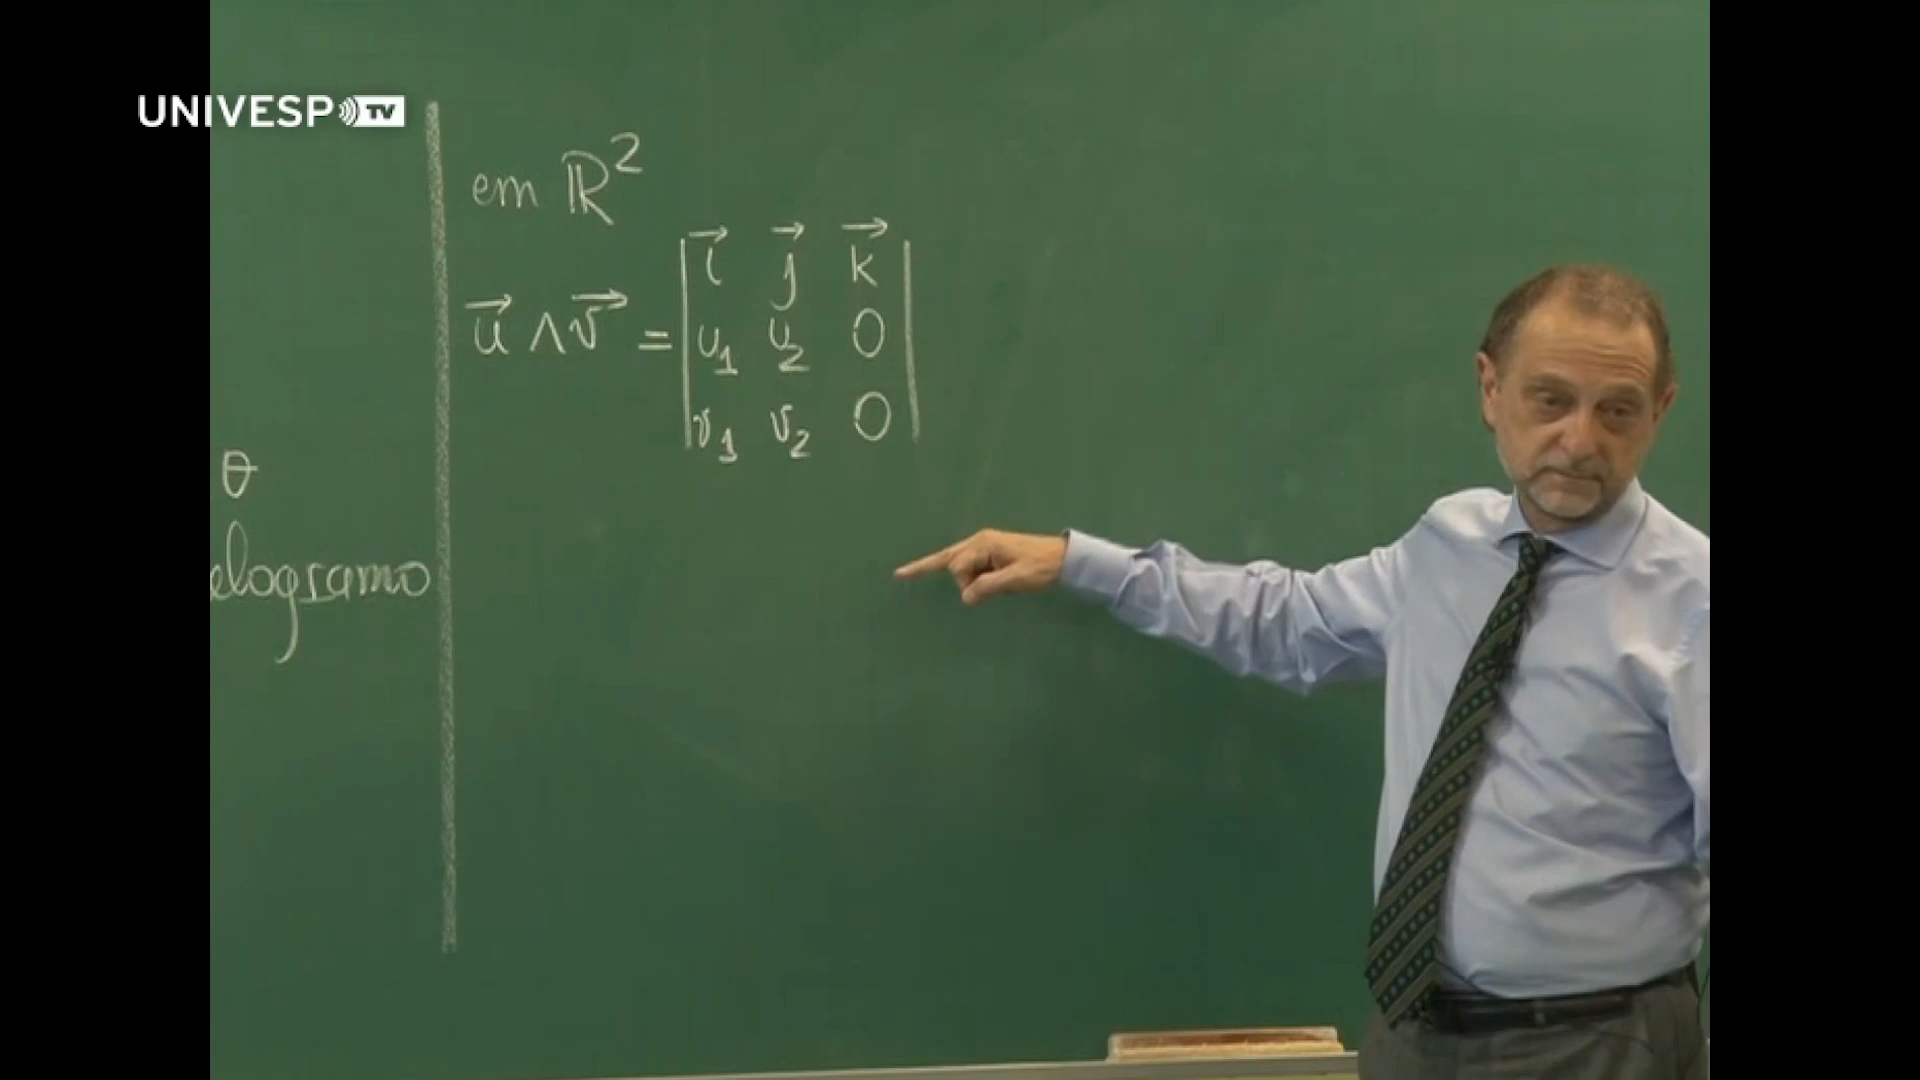 UNIVESP TV
em ℝ²
u⃗ ∧ v⃗ = | i⃗ j⃗ k⃗ |
| u₁ u₂ 0 |
| v₁ v₂ 0 |
θ
elogramo